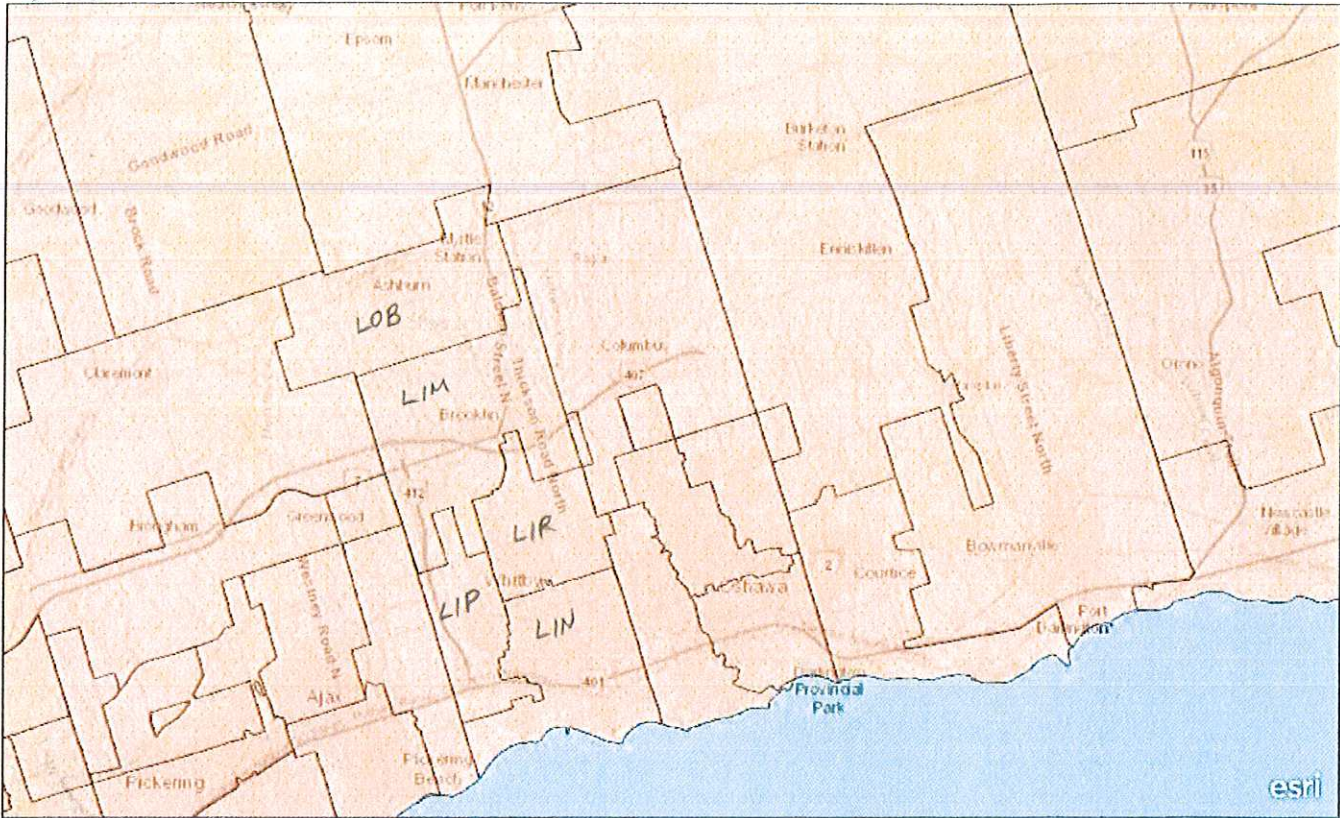 Epsom
Manchester
Goodwood Road
Burketon
Station
115
35
Goodwood
Brock Road
Myrtle
Station
Enniskillen
Ashburn
LOB
Columbus
407
Claremont
LIM
Brooklin
Baldwin Street N
Thickson Road North
Liberty Street North
Orono
412
7
Brougham
Greenwood
LIR
Newcastle
Village
Bowmanville
Whitby
Oshawa
2
Courtice
LIP
LIN
Westney Road N
Port
Darlington
401
Ajax
Darlington
Provincial
Park
Pickering
Beach
Pickering
esri